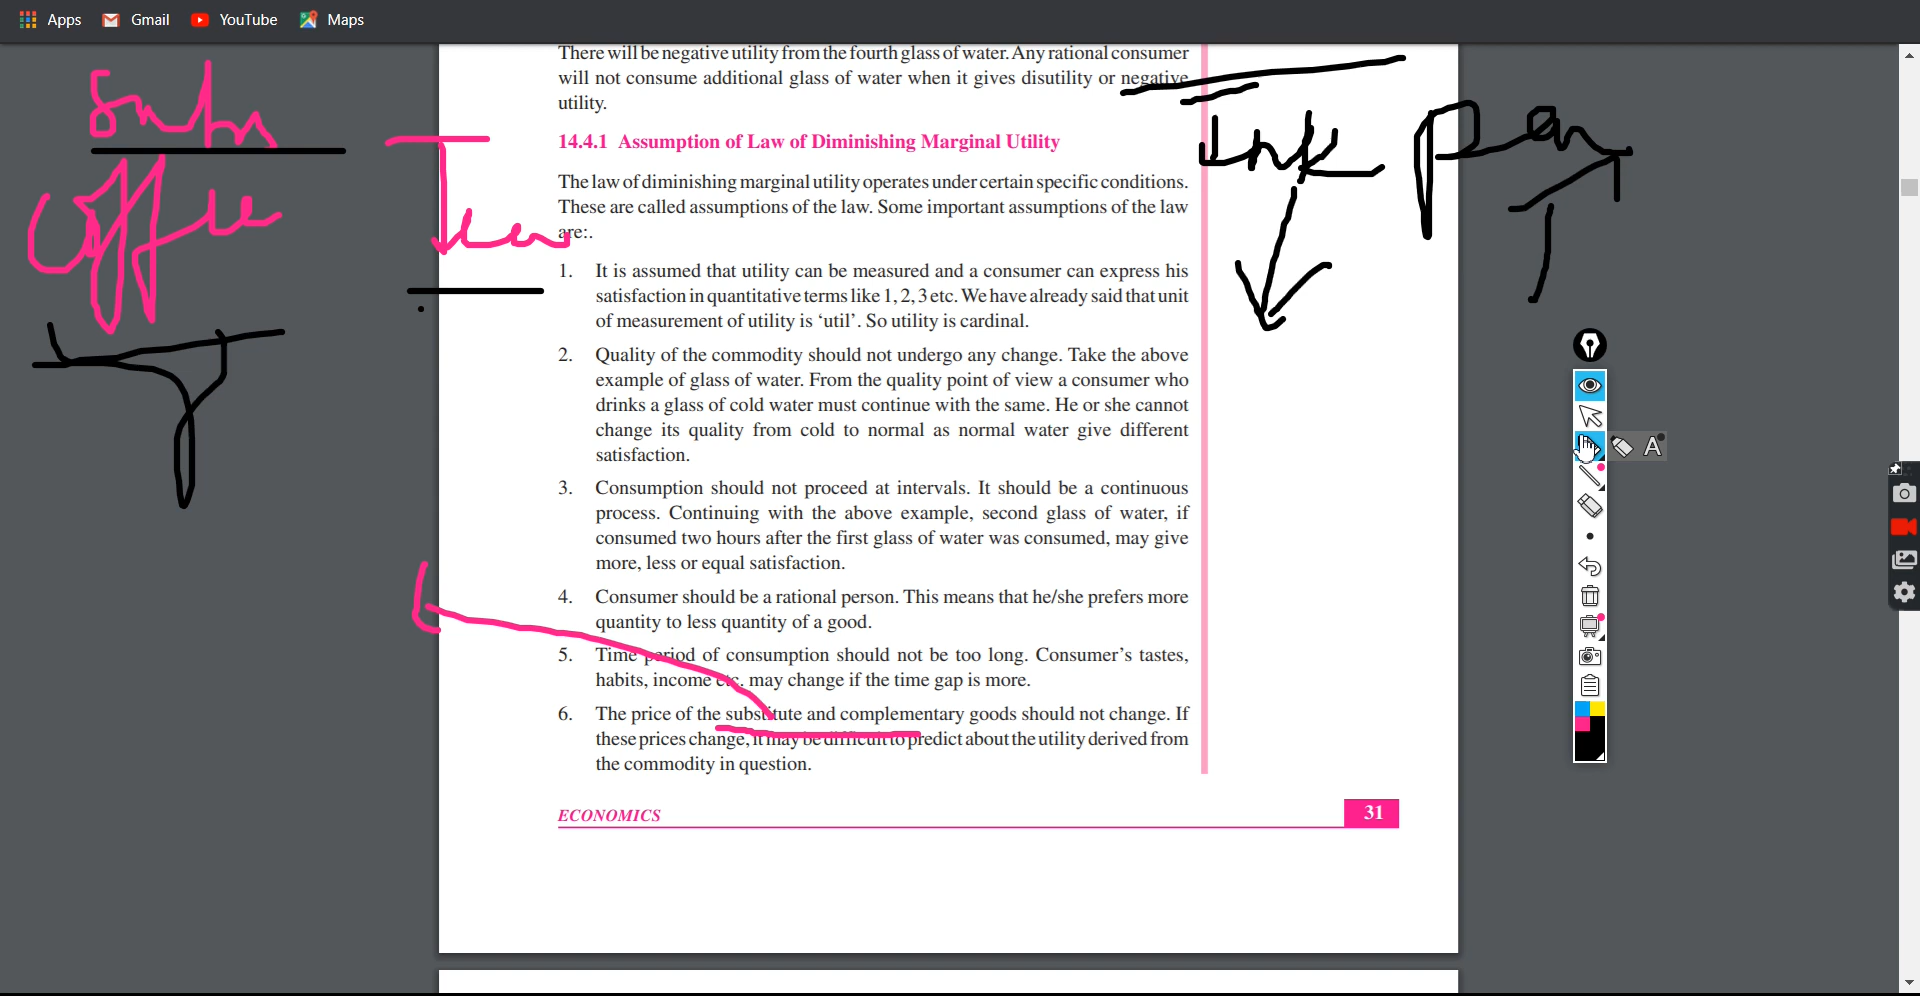 Apps Gmail YouTube Maps
There will be negative utility from the fourth glass of water. Any rational consumer
will not consume additional glass of water when it gives disutility or negative
utility.
14.4.1 Assumption of Law of Diminishing Marginal Utility
The law of diminishing marginal utility operates under certain specific conditions.
These are called assumptions of the law. Some important assumptions of the law
are:.
1. It is assumed that utility can be measured and a consumer can express his
satisfaction in quantitative terms like 1, 2, 3 etc. We have already said that unit
of measurement of utility is ‘util’. So utility is cardinal.
2. Quality of the commodity should not undergo any change. Take the above
example of glass of water. From the quality point of view a consumer who
drinks a glass of cold water must continue with the same. He or she cannot
change its quality from cold to normal as normal water give different
satisfaction.
3. Consumption should not proceed at intervals. It should be a continuous
process. Continuing with the above example, second glass of water, if
consumed two hours after the first glass of water was consumed, may give
more, less or equal satisfaction.
4. Consumer should be a rational person. This means that he/she prefers more
quantity to less quantity of a good.
5. Time period of consumption should not be too long. Consumer’s tastes,
habits, income etc. may change if the time gap is more.
6. The price of the substitute and complementary goods should not change. If
these prices change, it may be difficult to predict about the utility derived from
the commodity in question.
ECONOMICS 31
Ink Pen
A